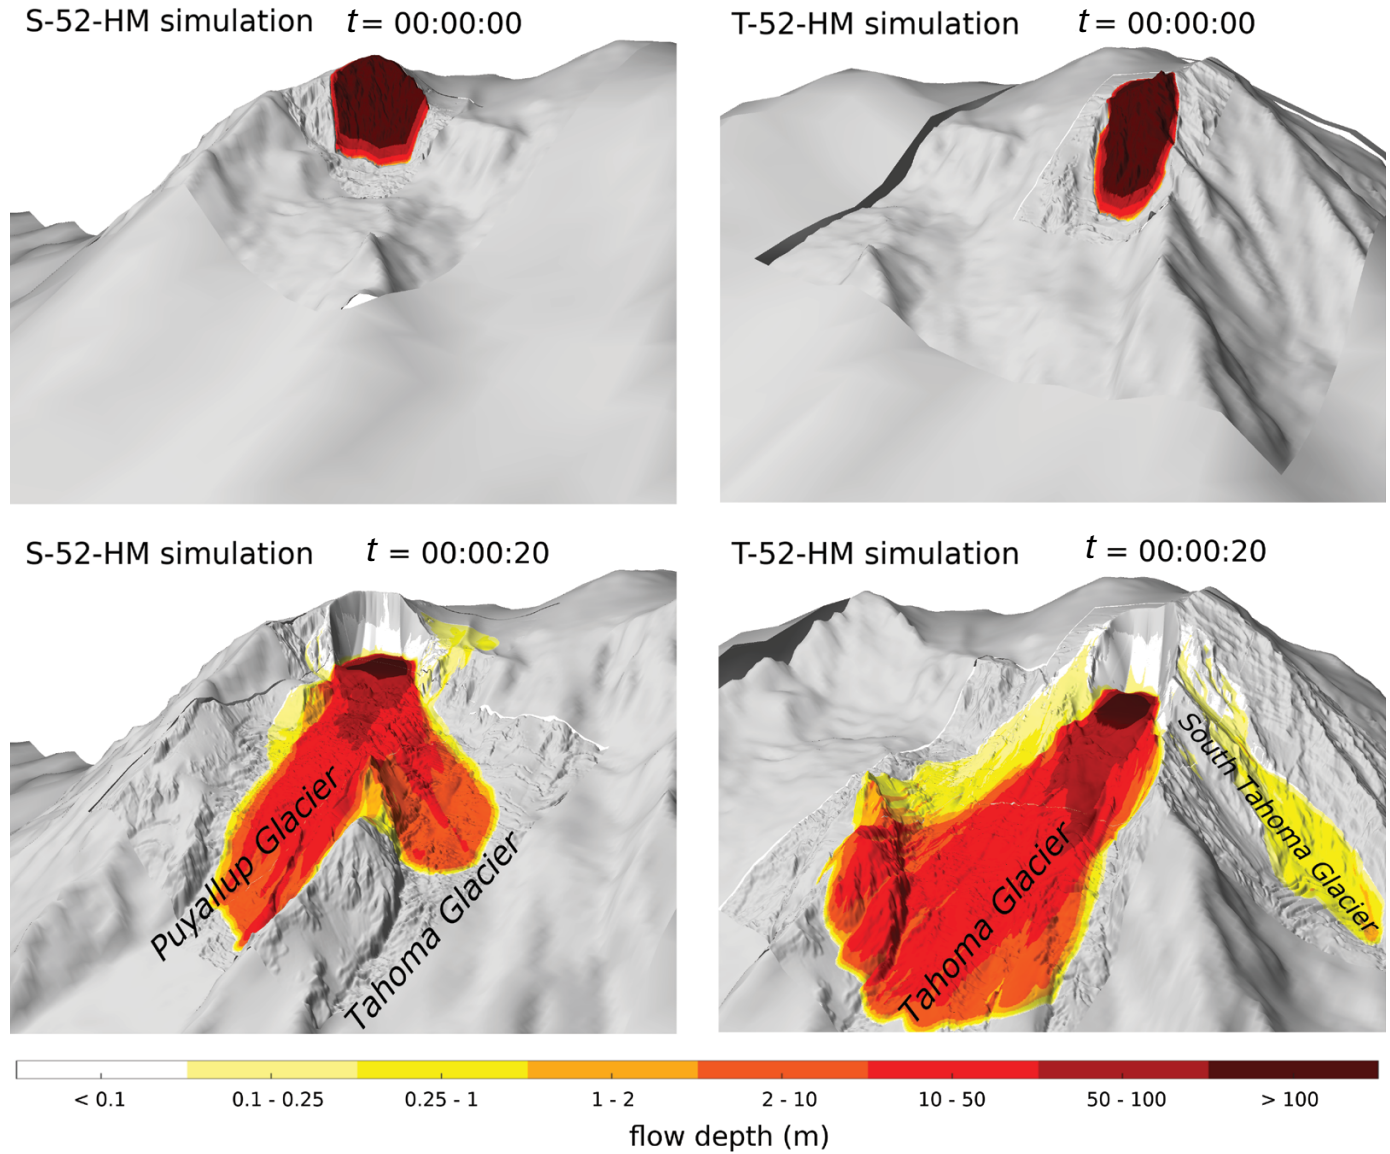 S-52-HM simulation t = 00:00:00
T-52-HM simulation t = 00:00:00
S-52-HM simulation t = 00:00:20
T-52-HM simulation t = 00:00:20
Puyallup Glacier
Tahoma Glacier
Tahoma Glacier
South Tahoma Glacier
< 0.1 0.1 - 0.25 0.25 - 1 1 - 2 2 - 10 10 - 50 50 - 100 > 100
flow depth (m)